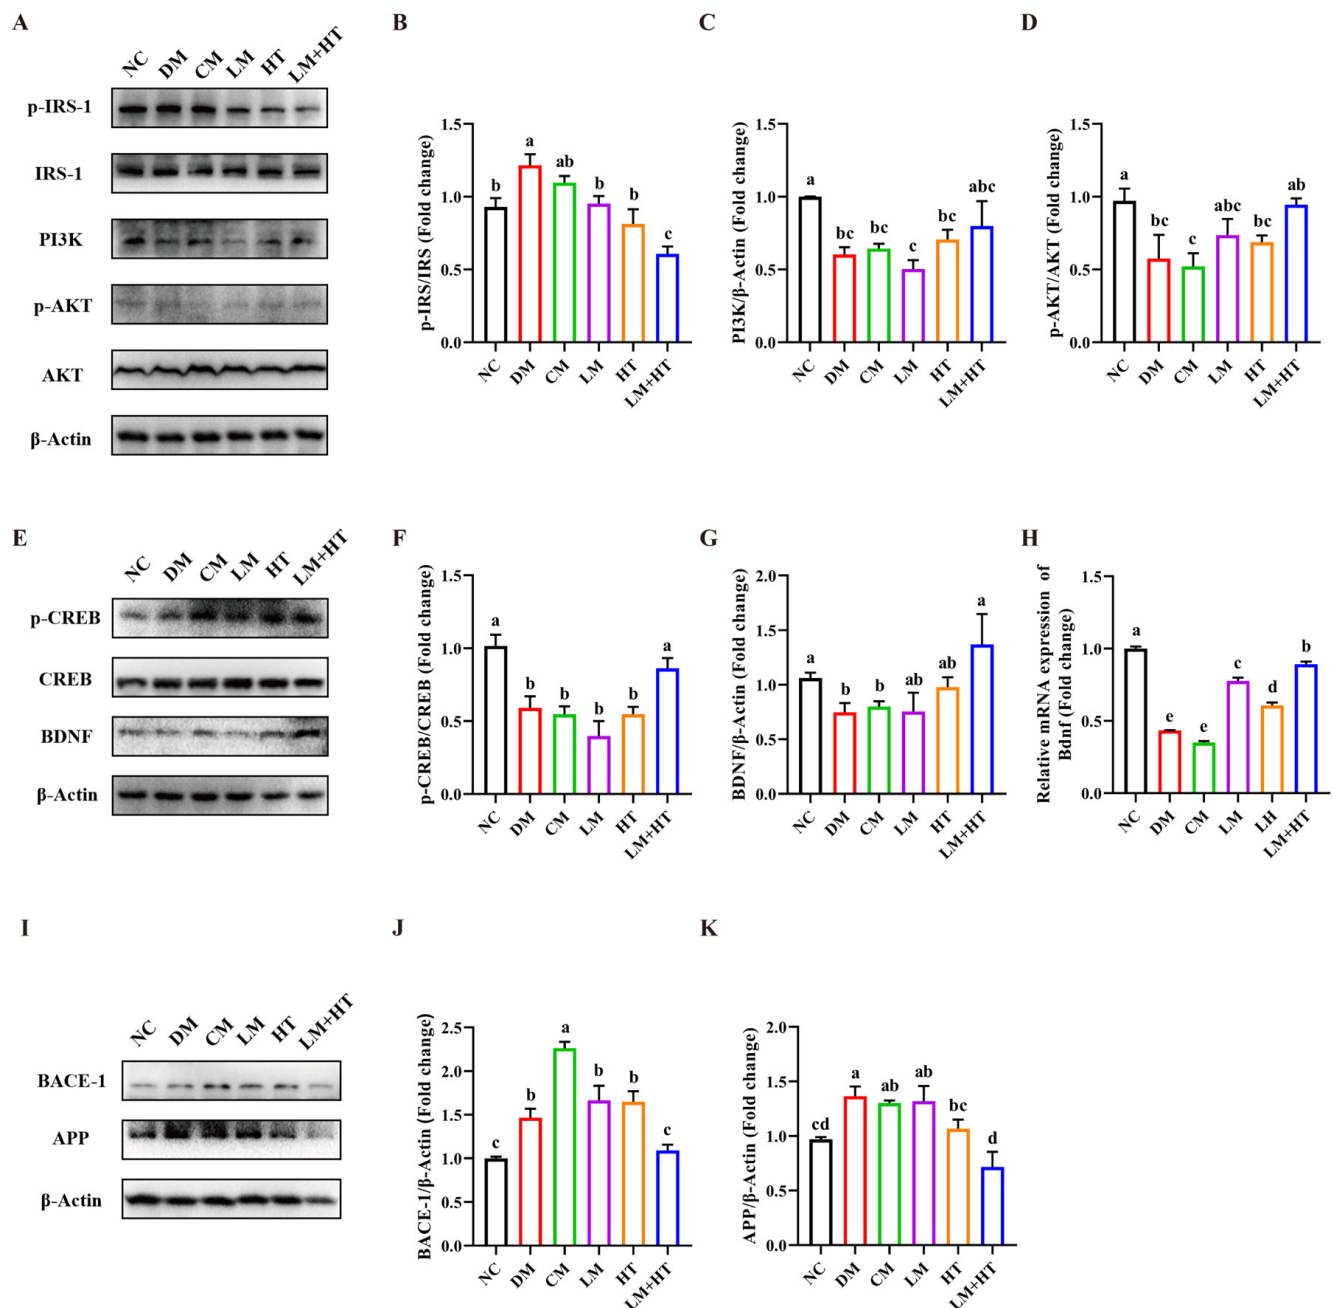 A
NC DM CM LM HT LM+HT
p-IRS-1
IRS-1
PI3K
p-AKT
AKT
β-Actin
B
p-IRS/IRS (Fold change)
1.5
1.0
0.5
0.0
b a ab b b c
NC DM CM LM HT LM+HT
C
PI3K/β-Actin (Fold change)
1.5
1.0
0.5
0.0
a bc bc c bc abc
NC DM CM LM HT LM+HT
D
p-AKT/AKT (Fold change)
1.5
1.0
0.5
0.0
a bc c abc bc ab
NC DM CM LM HT LM+HT
E
NC DM CM LM HT LM+HT
p-CREB
CREB
BDNF
β-Actin
F
p-CREB/CREB (Fold change)
1.5
1.0
0.5
0.0
a b b b b a
NC DM CM LM HT LM+HT
G
BDNF/β-Actin (Fold change)
2.0
1.5
1.0
0.5
0.0
a b b ab ab a
NC DM CM LM HT LM+HT
H
Relative mRNA expression of
Bdnf (Fold change)
1.5
1.0
0.5
0.0
a e e c d b
NC DM CM LM LH LM+HT
I
NC DM CM LM HT LM+HT
BACE-1
APP
β-Actin
J
BACE-1/β-Actin (Fold change)
2.5
2.0
1.5
1.0
0.5
0.0
c b a b b c
NC DM CM LM HT LM+HT
K
APP/β-Actin (Fold change)
2.0
1.5
1.0
0.5
0.0
cd a ab ab bc d
NC DM CM LM HT LM+HT